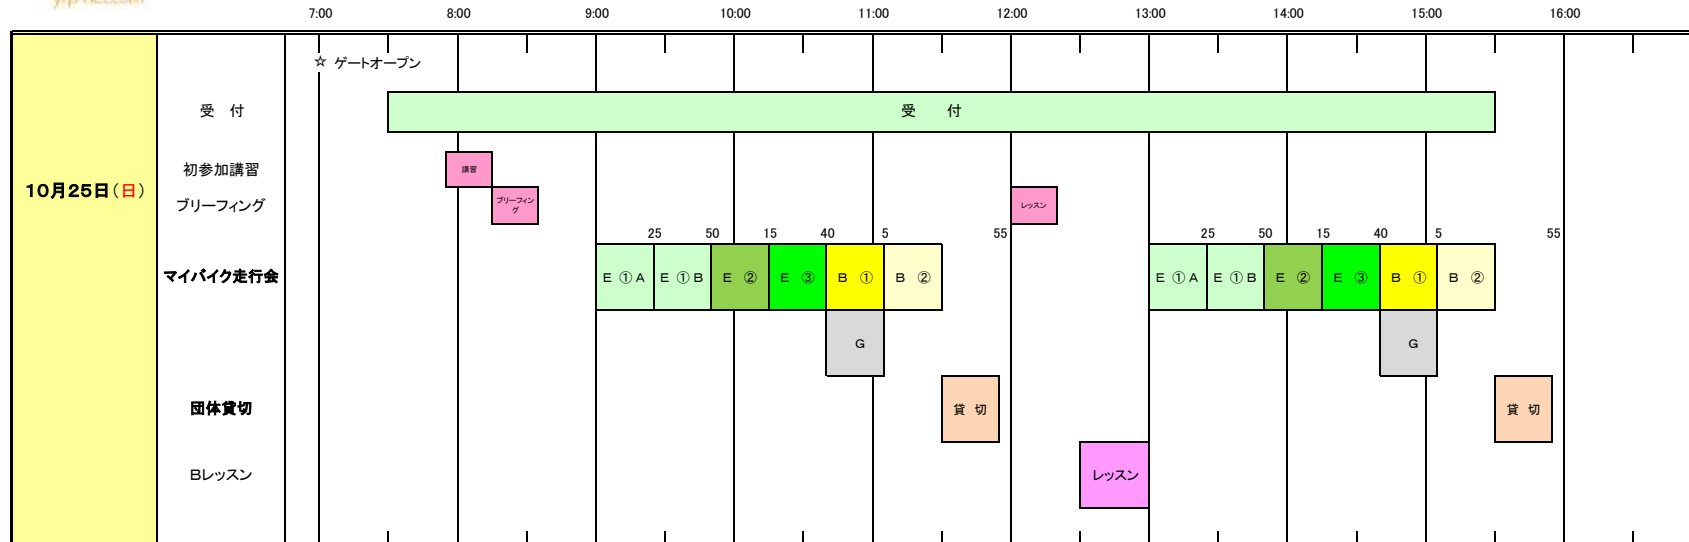 7:00 8:00 9:00 10:00 11:00 12:00 13:00 14:00 15:00 16:00
☆ ゲートオープン
受 付 受 付
初参加講習 講習
10月25日(日)
ブリーフィング ブリーフィン レッスン
グ
25 50 15 40 5 55 25 50 15 40 5 55
マイバイク走行会 E ①A E ①B E ② E ③ B ① B ② E ①A E ①B E ② E ③ B ① B ②
G G
団体貸切 貸 切 貸 切
Bレッスン レッスン